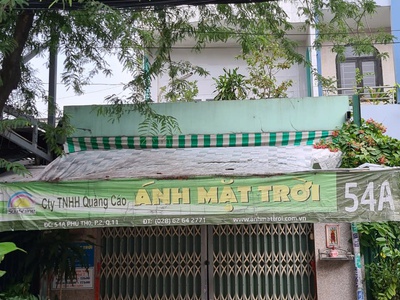 Cty TNHH Quảng Cáo ÁNH MẶT TRỜI 54A
ĐC: 54A PHÚ THỌ, P.2, Q.11 ĐT: (028) 62 64 2771 www.anhmattroi.com.vn